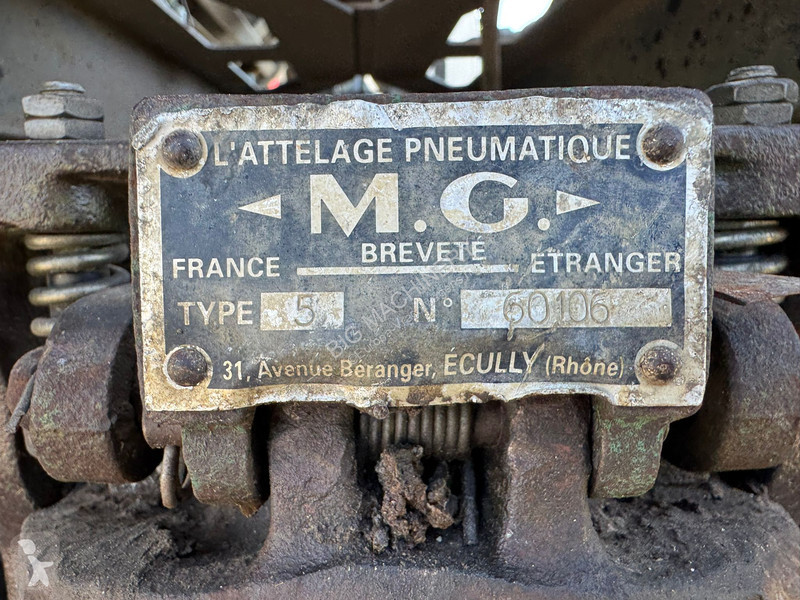 L'ATTELAGE PNEUMATIQUE
M.G.
BREVETÉ
FRANCE ETRANGER
TYPE 5 N° 60106
31, Avenue Béranger, ÉCULLY (Rhône)